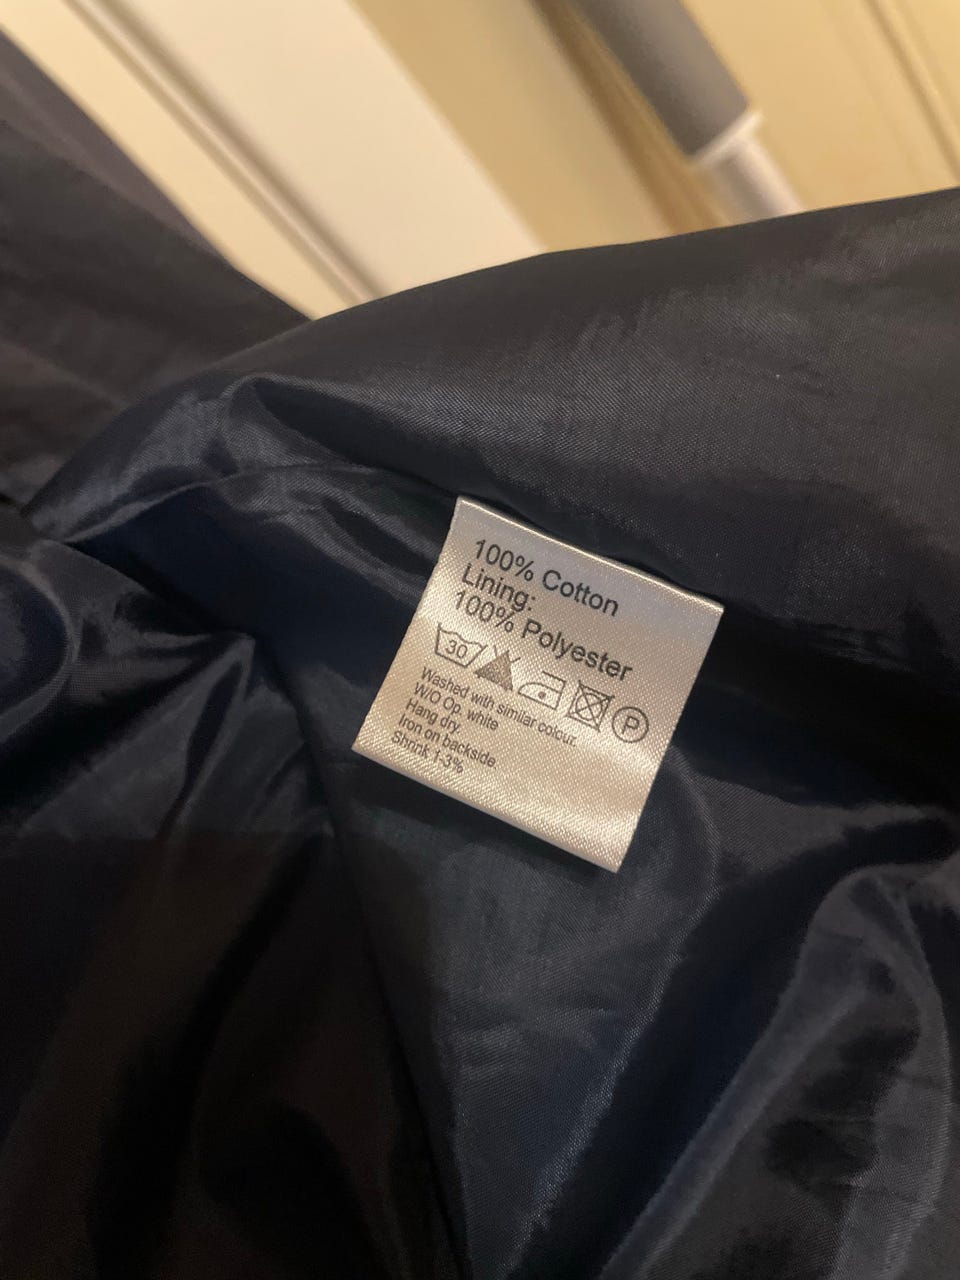 100% Cotton
Lining:
100% Polyester
30 P
Washed with similar colour.
W/O Op. white
Hang dry.
Iron on backside.
Shrink 1-3%